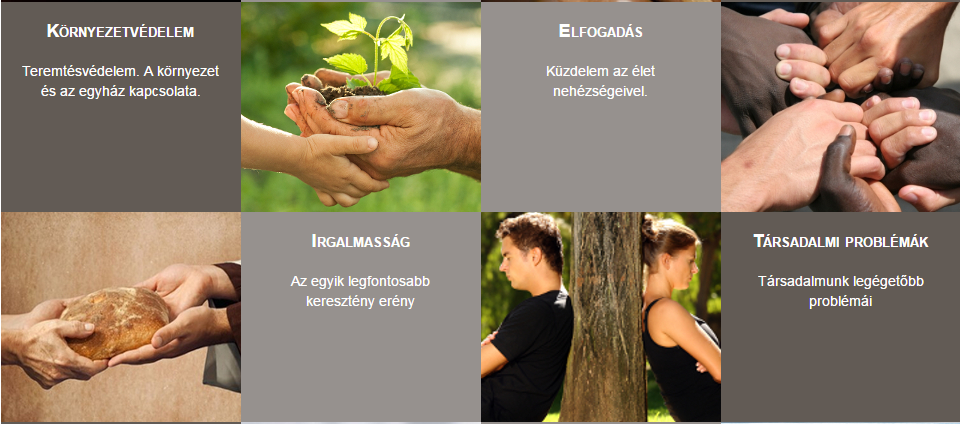 KÖRNYEZETVÉDELEM
Teremtésvédelem. A környezet
és az egyház kapcsolata.
ELFOGADÁS
Küzdelem az élet
nehézségeivel.
IRGALMASSÁG
Az egyik legfontosabb
keresztény erény
TÁRSADALMI PROBLÉMÁK
Társadalmunk legégetőbb
problémái